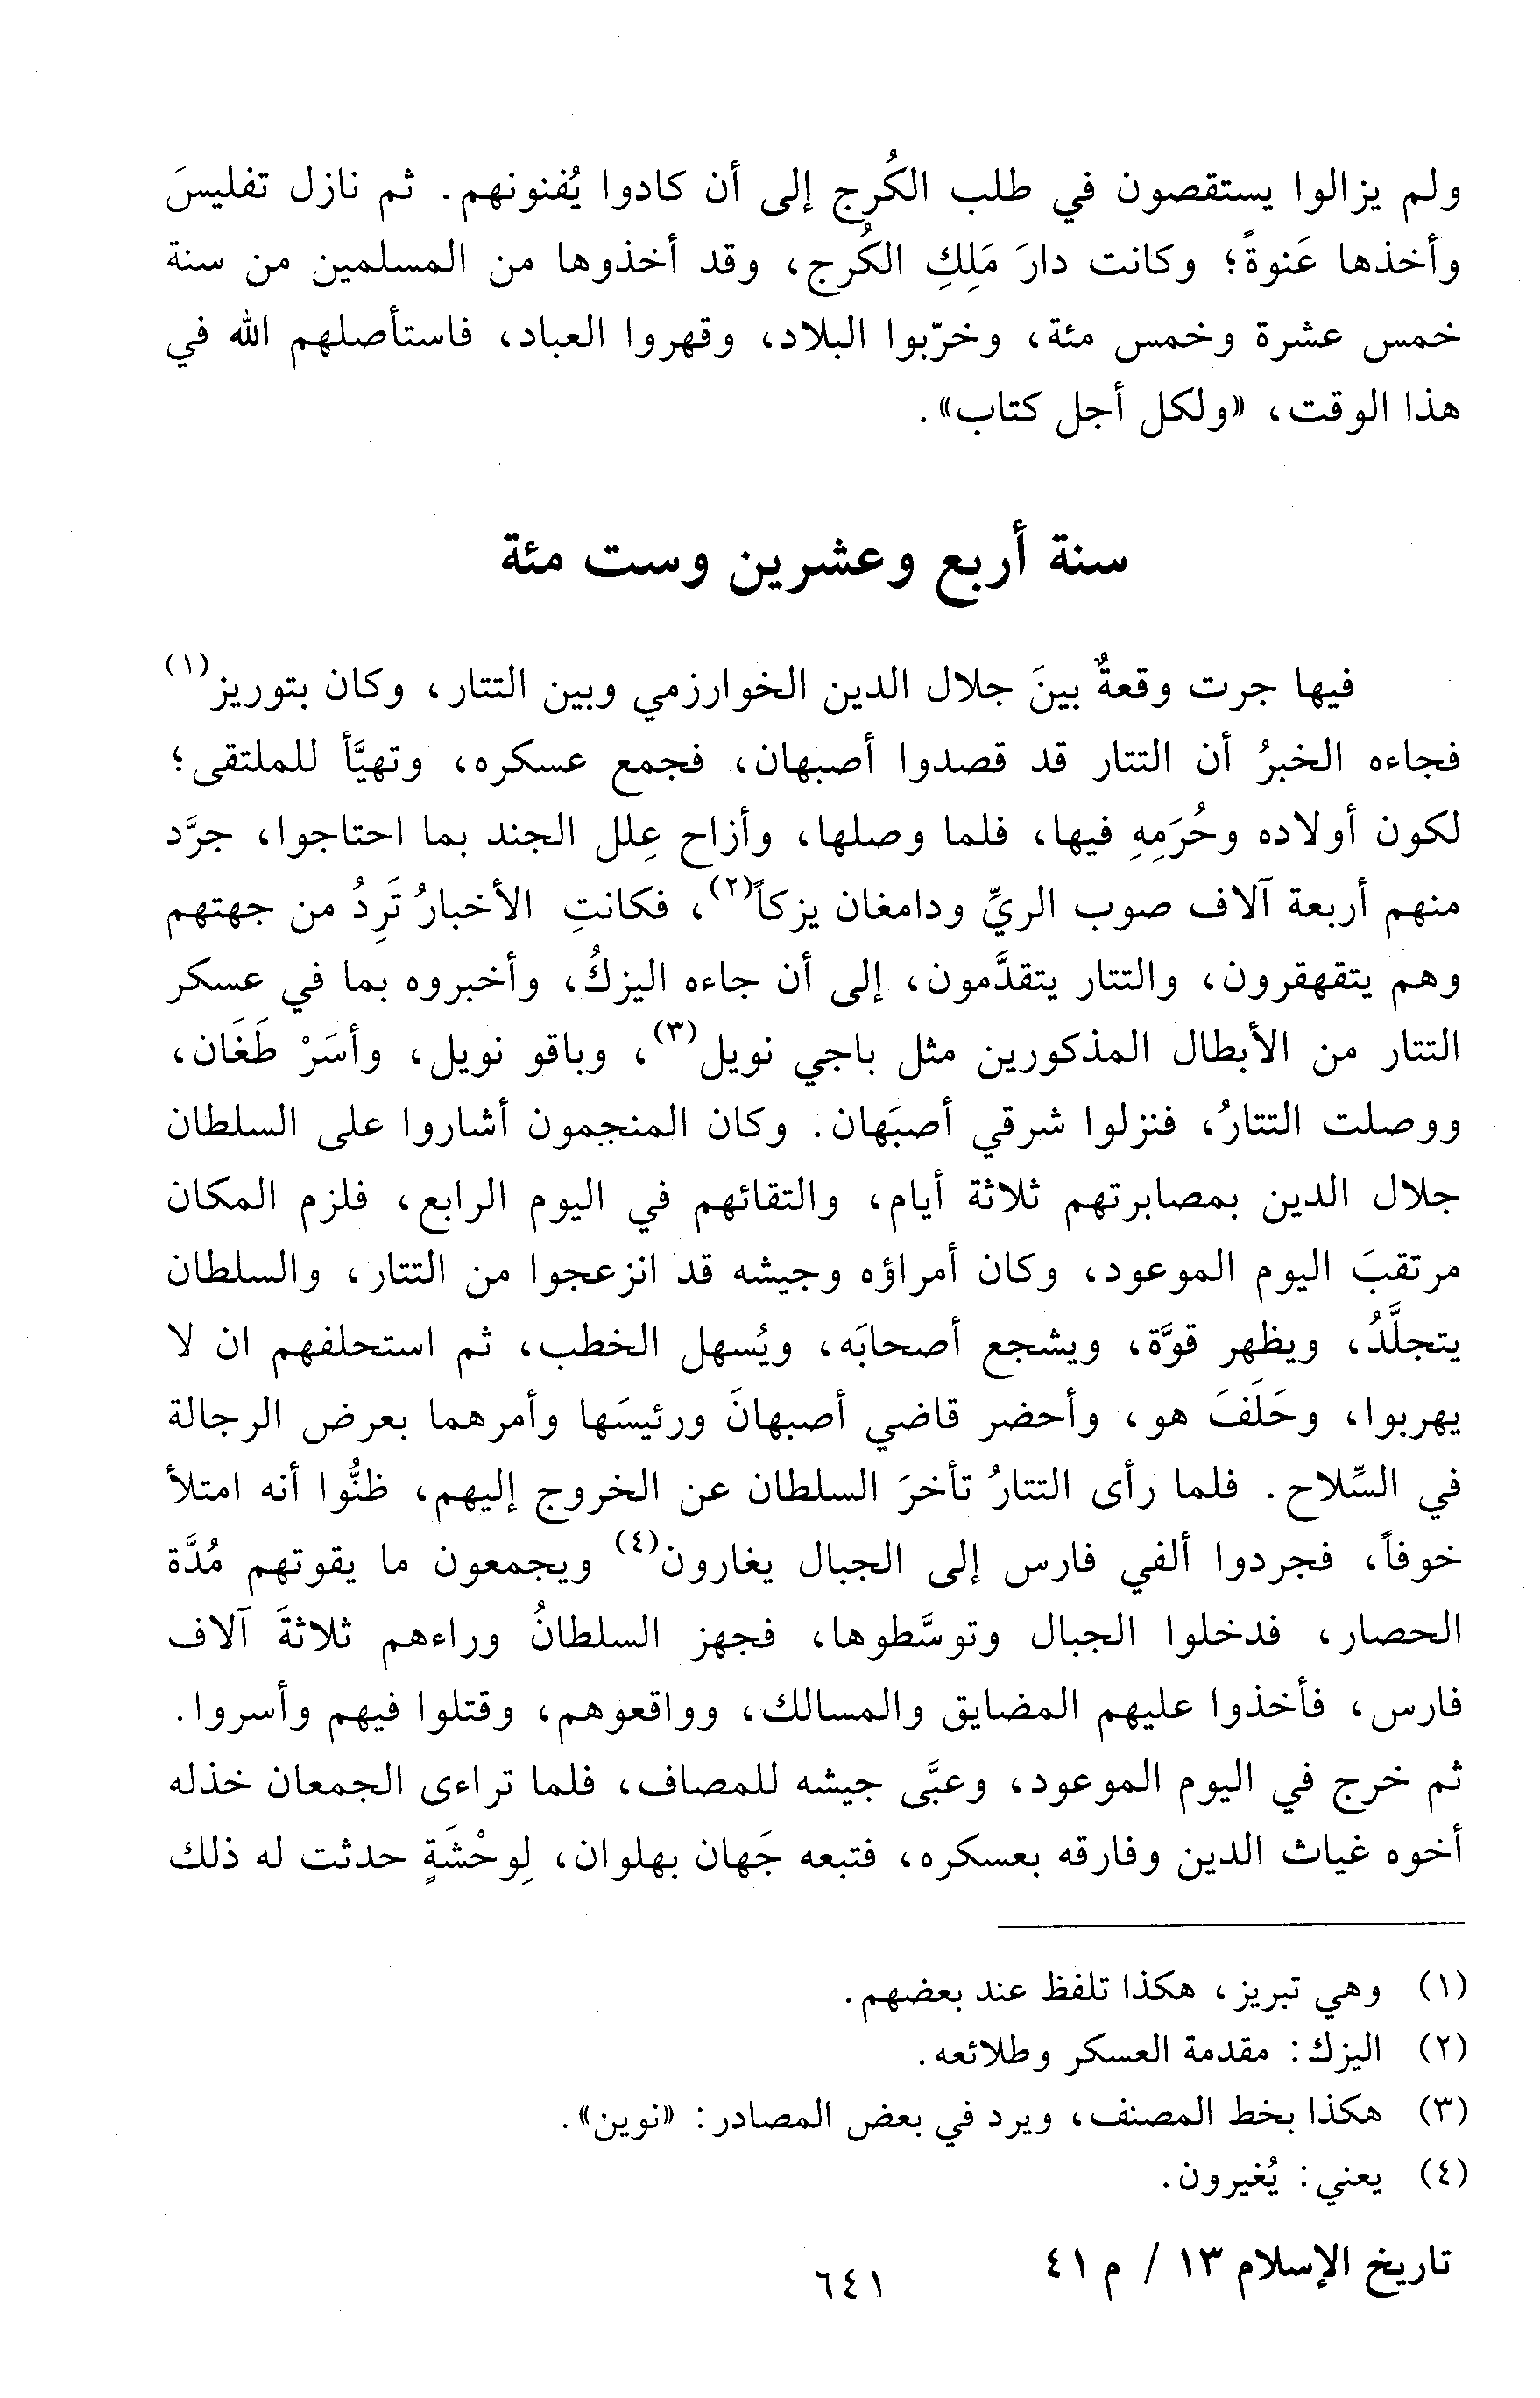 ولم يزالوا يستقصون في طلب الكُرج إلى أن كادوا يُفنونهم. ثم نازل تفليسَ
وأخذها عَنوةً؛ وكانت دارَ مَلِكِ الكُرج، وقد أخذوها من المسلمين من سنة
خمس عشرة وخمس مئة، وخرّبوا البلاد، وقهروا العباد، فاستأصلهم الله في
هذا الوقت، «ولكل أجل كتاب».
سنة أربع وعشرين وست مئة
فيها جرت وقعةٌ بينَ جلال الدين الخوارزمي وبين التتار، وكان بتوريز(١)
فجاءه الخبرُ أن التتار قد قصدوا أصبهان، فجمع عسكره، وتهيَّأ للملتقى؛
لكون أولاده وحُرَمِهِ فيها، فلما وصلها، وأزاح عِلل الجند بما احتاجوا، جرَّد
منهم أربعة آلاف صوب الريِّ ودامغان يزكاً(٢)، فكانتِ الأخبارُ تَرِدُ من جهتهم
وهم يتقهقرون، والتتار يتقدَّمون، إلى أن جاءه اليزكُ، وأخبروه بما في عسكر
التتار من الأبطال المذكورين مثل باجي نويل(٣)، وباقو نويل، وأسَرْ طَغَان،
ووصلت التتارُ، فنزلوا شرقي أصبَهان. وكان المنجمون أشاروا على السلطان
جلال الدين بمصابرتهم ثلاثة أيام، والتقائهم في اليوم الرابع، فلزم المكان
مرتقبَ اليوم الموعود، وكان أمراؤه وجيشه قد انزعجوا من التتار، والسلطان
يتجلَّدُ، ويظهر قوَّة، ويشجع أصحابَه، ويُسهل الخطب، ثم استحلفهم ان لا
يهربوا، وحَلَفَ هو، وأحضر قاضي أصبهانَ ورئيسَها وأمرهما بعرض الرجالة
في السِّلاح. فلما رأى التتارُ تأخرَ السلطان عن الخروج إليهم، ظنُّوا أنه امتلأ
خوفاً، فجردوا ألفي فارس إلى الجبال يغارون(٤) ويجمعون ما يقوتهم مُدَّة
الحصار، فدخلوا الجبال وتوسَّطوها، فجهز السلطانُ وراءهم ثلاثةَ آلاف
فارس، فأخذوا عليهم المضايق والمسالك، وواقعوهم، وقتلوا فيهم وأسروا.
ثم خرج في اليوم الموعود، وعبَّى جيشه للمصاف، فلما تراءى الجمعان خذله
أخوه غياث الدين وفارقه بعسكره، فتبعه جَهان بهلوان، لِوحْشَةٍ حدثت له ذلك
(١) وهي تبريز، هكذا تلفظ عند بعضهم.
(٢) اليزك: مقدمة العسكر وطلائعه.
(٣) هكذا بخط المصنف، ويرد في بعض المصادر: «نوين».
(٤) يعني: يُغيرون.
تاريخ الإسلام ١٣ / م ٤١
٦٤١